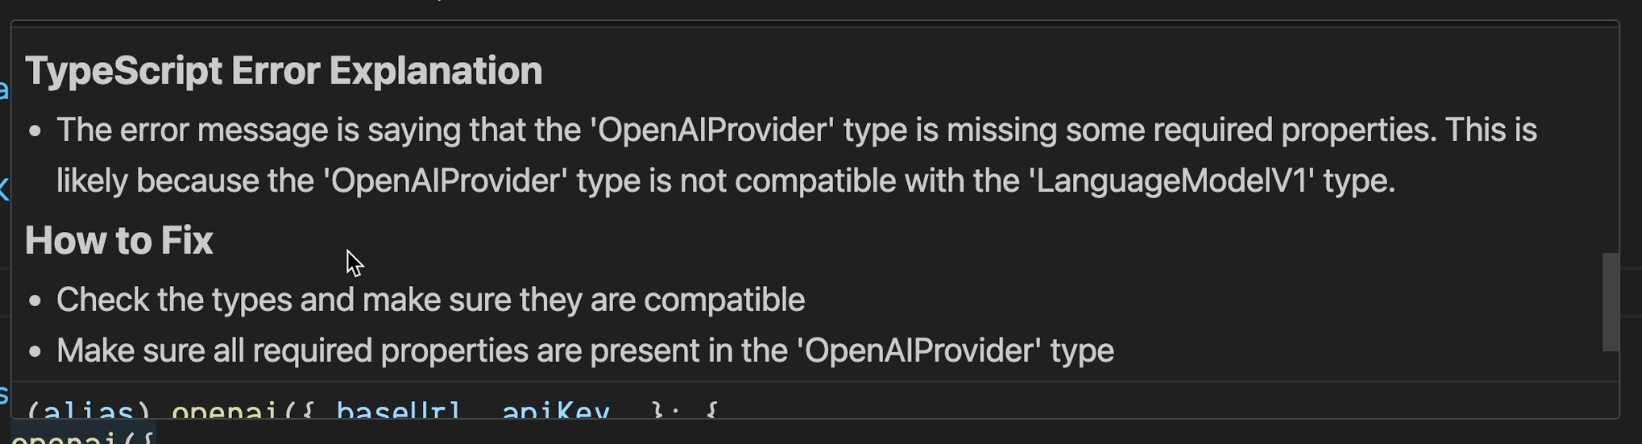 TypeScript Error Explanation
• The error message is saying that the 'OpenAIProvider' type is missing some required properties. This is
likely because the 'OpenAIProvider' type is not compatible with the 'LanguageModelV1' type.
How to Fix
• Check the types and make sure they are compatible
• Make sure all required properties are present in the 'OpenAIProvider' type
(alias) openai({ baseUrl, apiKey, }: {
openai({